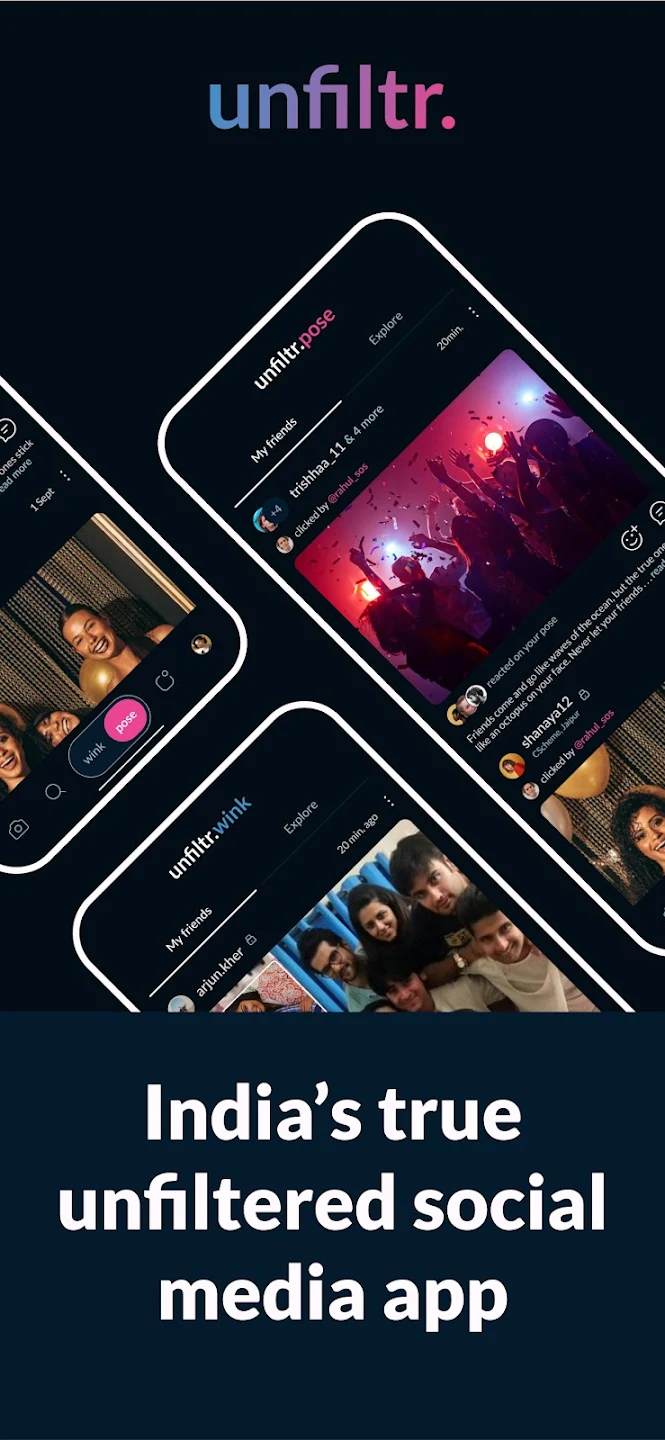 unfiltr.
unfiltr.pose
Explore
My friends
20min.
trishhaa_11 & 4 more
+4
clicked by @rahul_sos
reacted on your pose
Friends come and go like waves of the ocean, but the true one
like an octopus on your face. Never let your friends . . . read
shanaya12
CScheme, Jaipur
clicked by @rahul_sos
ones stick
ead more
1 Sept
wink
pose
unfiltr.wink
Explore
My friends
20 min. ago
arjun.kher
India’s true
unfiltered social
media app